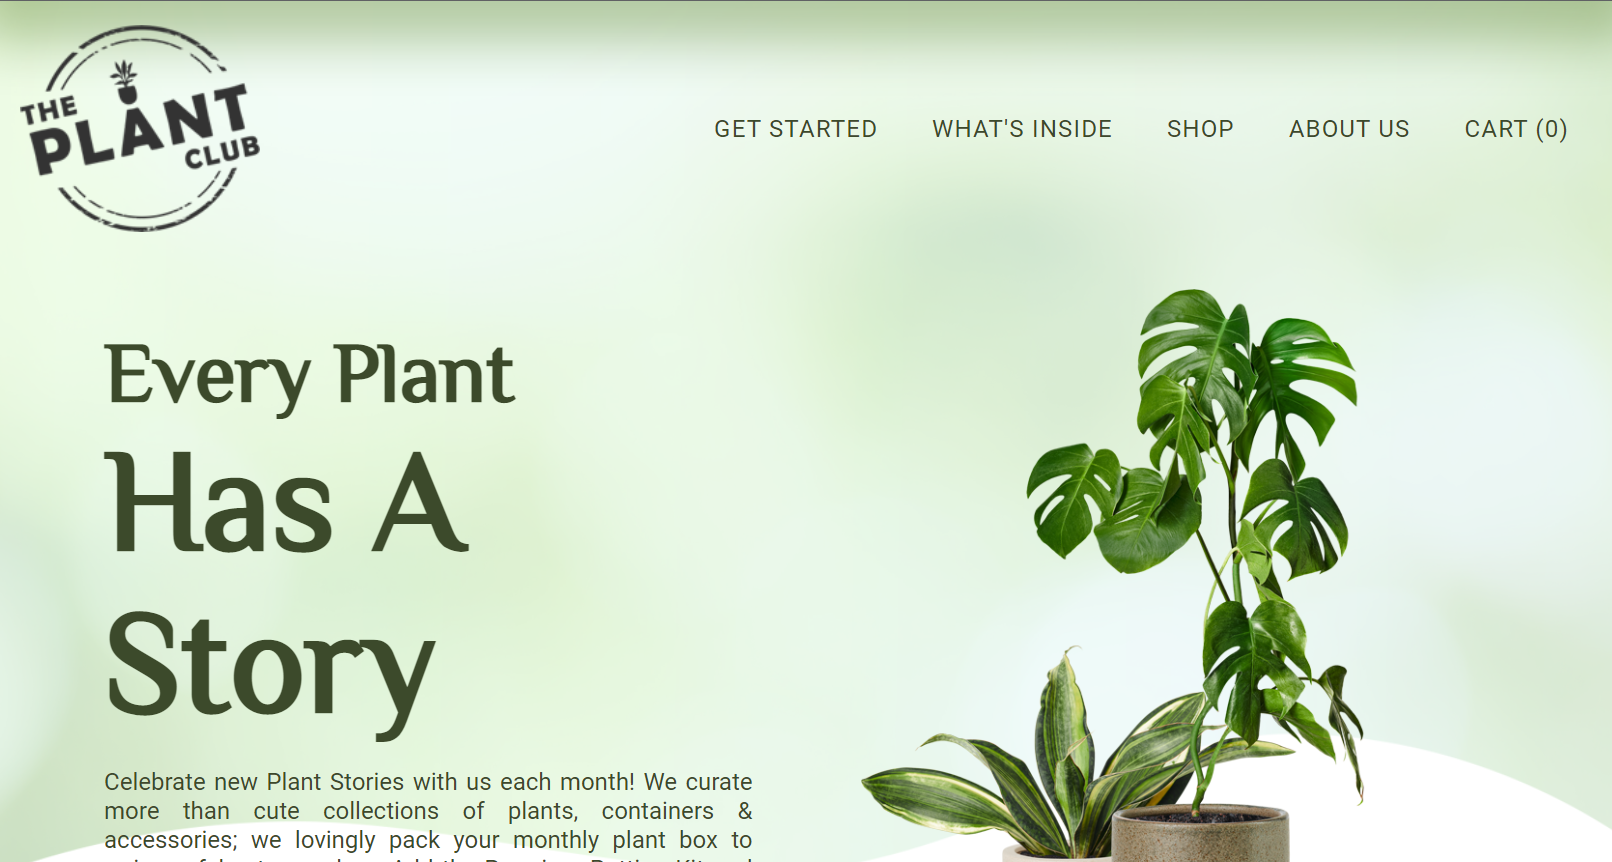 THE
PLANT
CLUB
GET STARTED WHAT'S INSIDE SHOP ABOUT US CART (0)
Every Plant
Has A
Story
Celebrate new Plant Stories with us each month! We curate
more than cute collections of plants, containers &
accessories; we lovingly pack your monthly plant box to